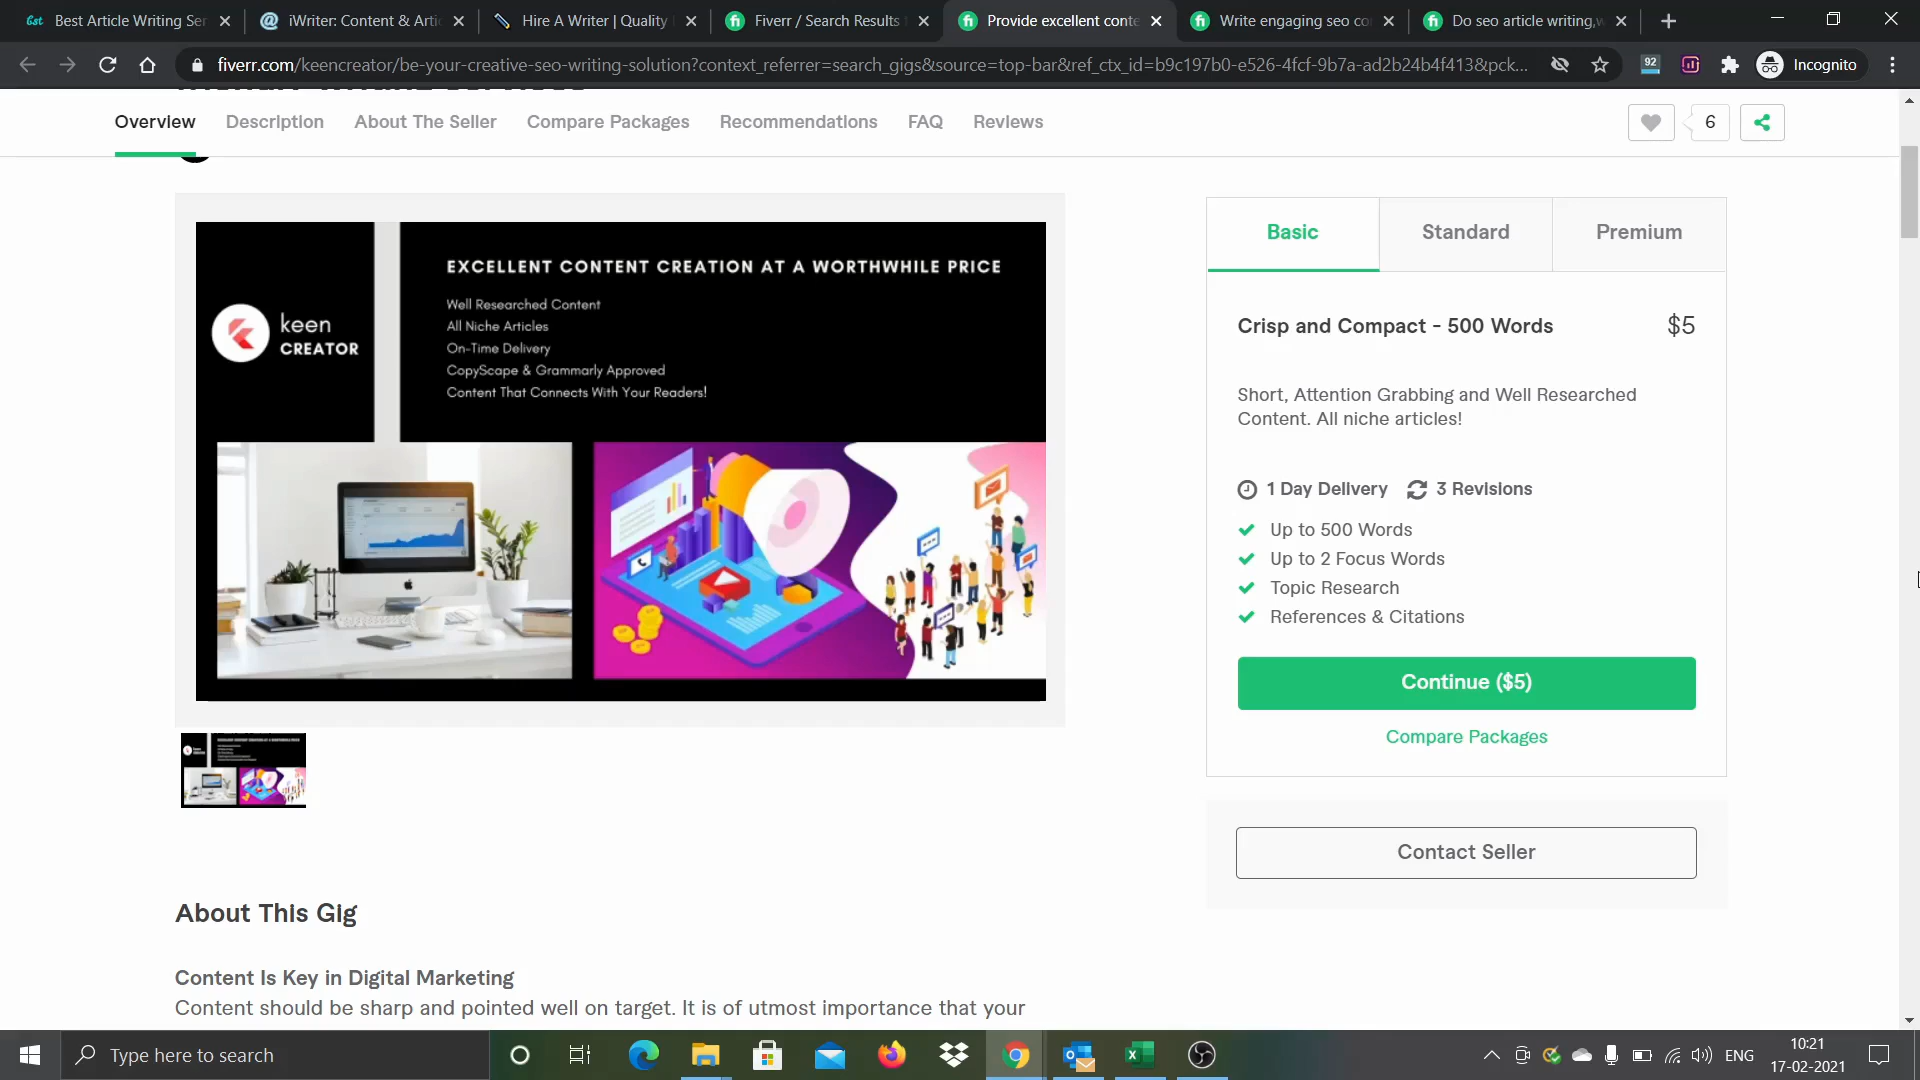 Gst
Best Article Writing Ser
iWriter: Content & Artic
Hire A Writer | Quality
Fiverr / Search Results
Provide excellent conte
Write engaging seo co
Do seo article writing,w
fiverr.com/keencreator/be-your-creative-seo-writing-solution?context_referrer=search_gigs&source=top-bar&ref_ctx_id=b9c197b0-e526-4fcf-9b7a-ad2b24b4f413&pck...
92
Incognito
Overview
Description
About The Seller
Compare Packages
Recommendations
FAQ
Reviews
6
EXCELLENT CONTENT CREATION AT A WORTHWHILE PRICE
Well Researched Content
All Niche Articles
On-Time Delivery
CopyScape & Grammarly Approved
Content That Connects With Your Readers!
keen
CREATOR
Basic
Standard
Premium
Crisp and Compact - 500 Words
$5
Short, Attention Grabbing and Well Researched
Content. All niche articles!
1 Day Delivery
3 Revisions
Up to 500 Words
Up to 2 Focus Words
Topic Research
References & Citations
Continue ($5)
Compare Packages
Contact Seller
About This Gig
Content Is Key in Digital Marketing
Content should be sharp and pointed well on target. It is of utmost importance that your
Type here to search
ENG
10:21
17-02-2021